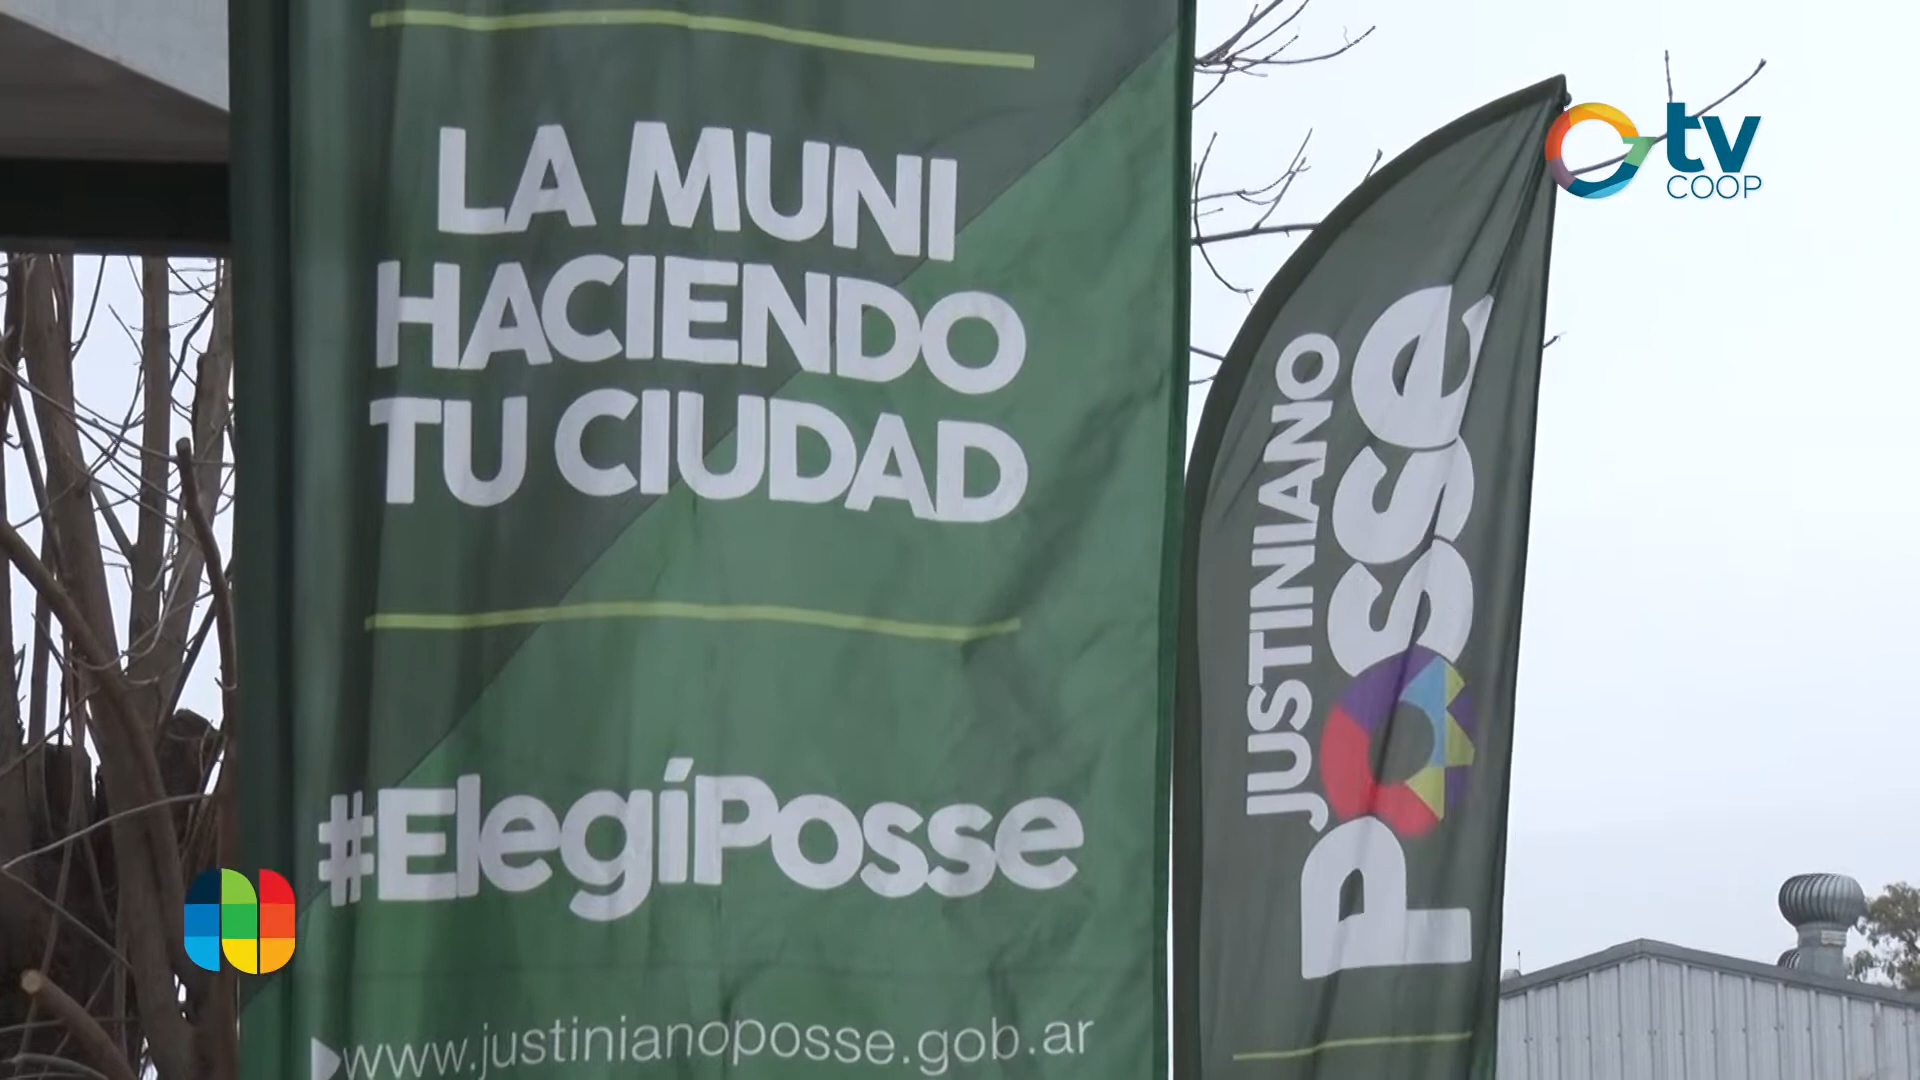 LA MUNI
HACIENDO
TU CIUDAD
#ElegíPosse
www.justinianoposse.gob.ar
JUSTINIANO
Posse
tv
COOP